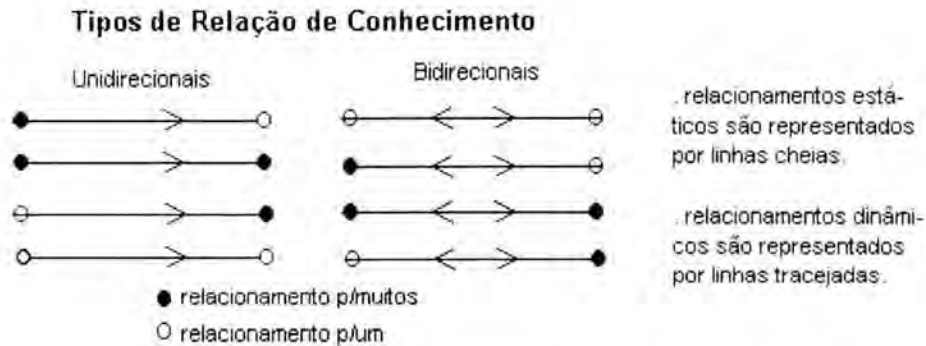 Tipos de Relação de Conhecimento
Unidirecionais
Bidirecionais
. relacionamentos está-
ticos são representados
por linhas cheias.
. relacionamentos dinâmi-
cos são representados
por linhas tracejadas.
relacionamento p/muitos
relacionamento p/um